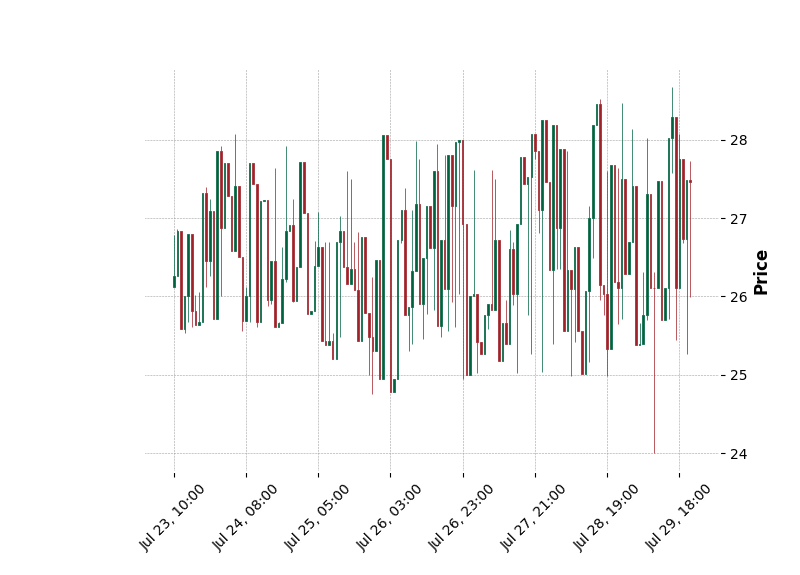 28
27
26
25
24
Price
Jul 23, 10:00
Jul 24, 08:00
Jul 25, 05:00
Jul 26, 03:00
Jul 26, 23:00
Jul 27, 21:00
Jul 28, 19:00
Jul 29, 18:00